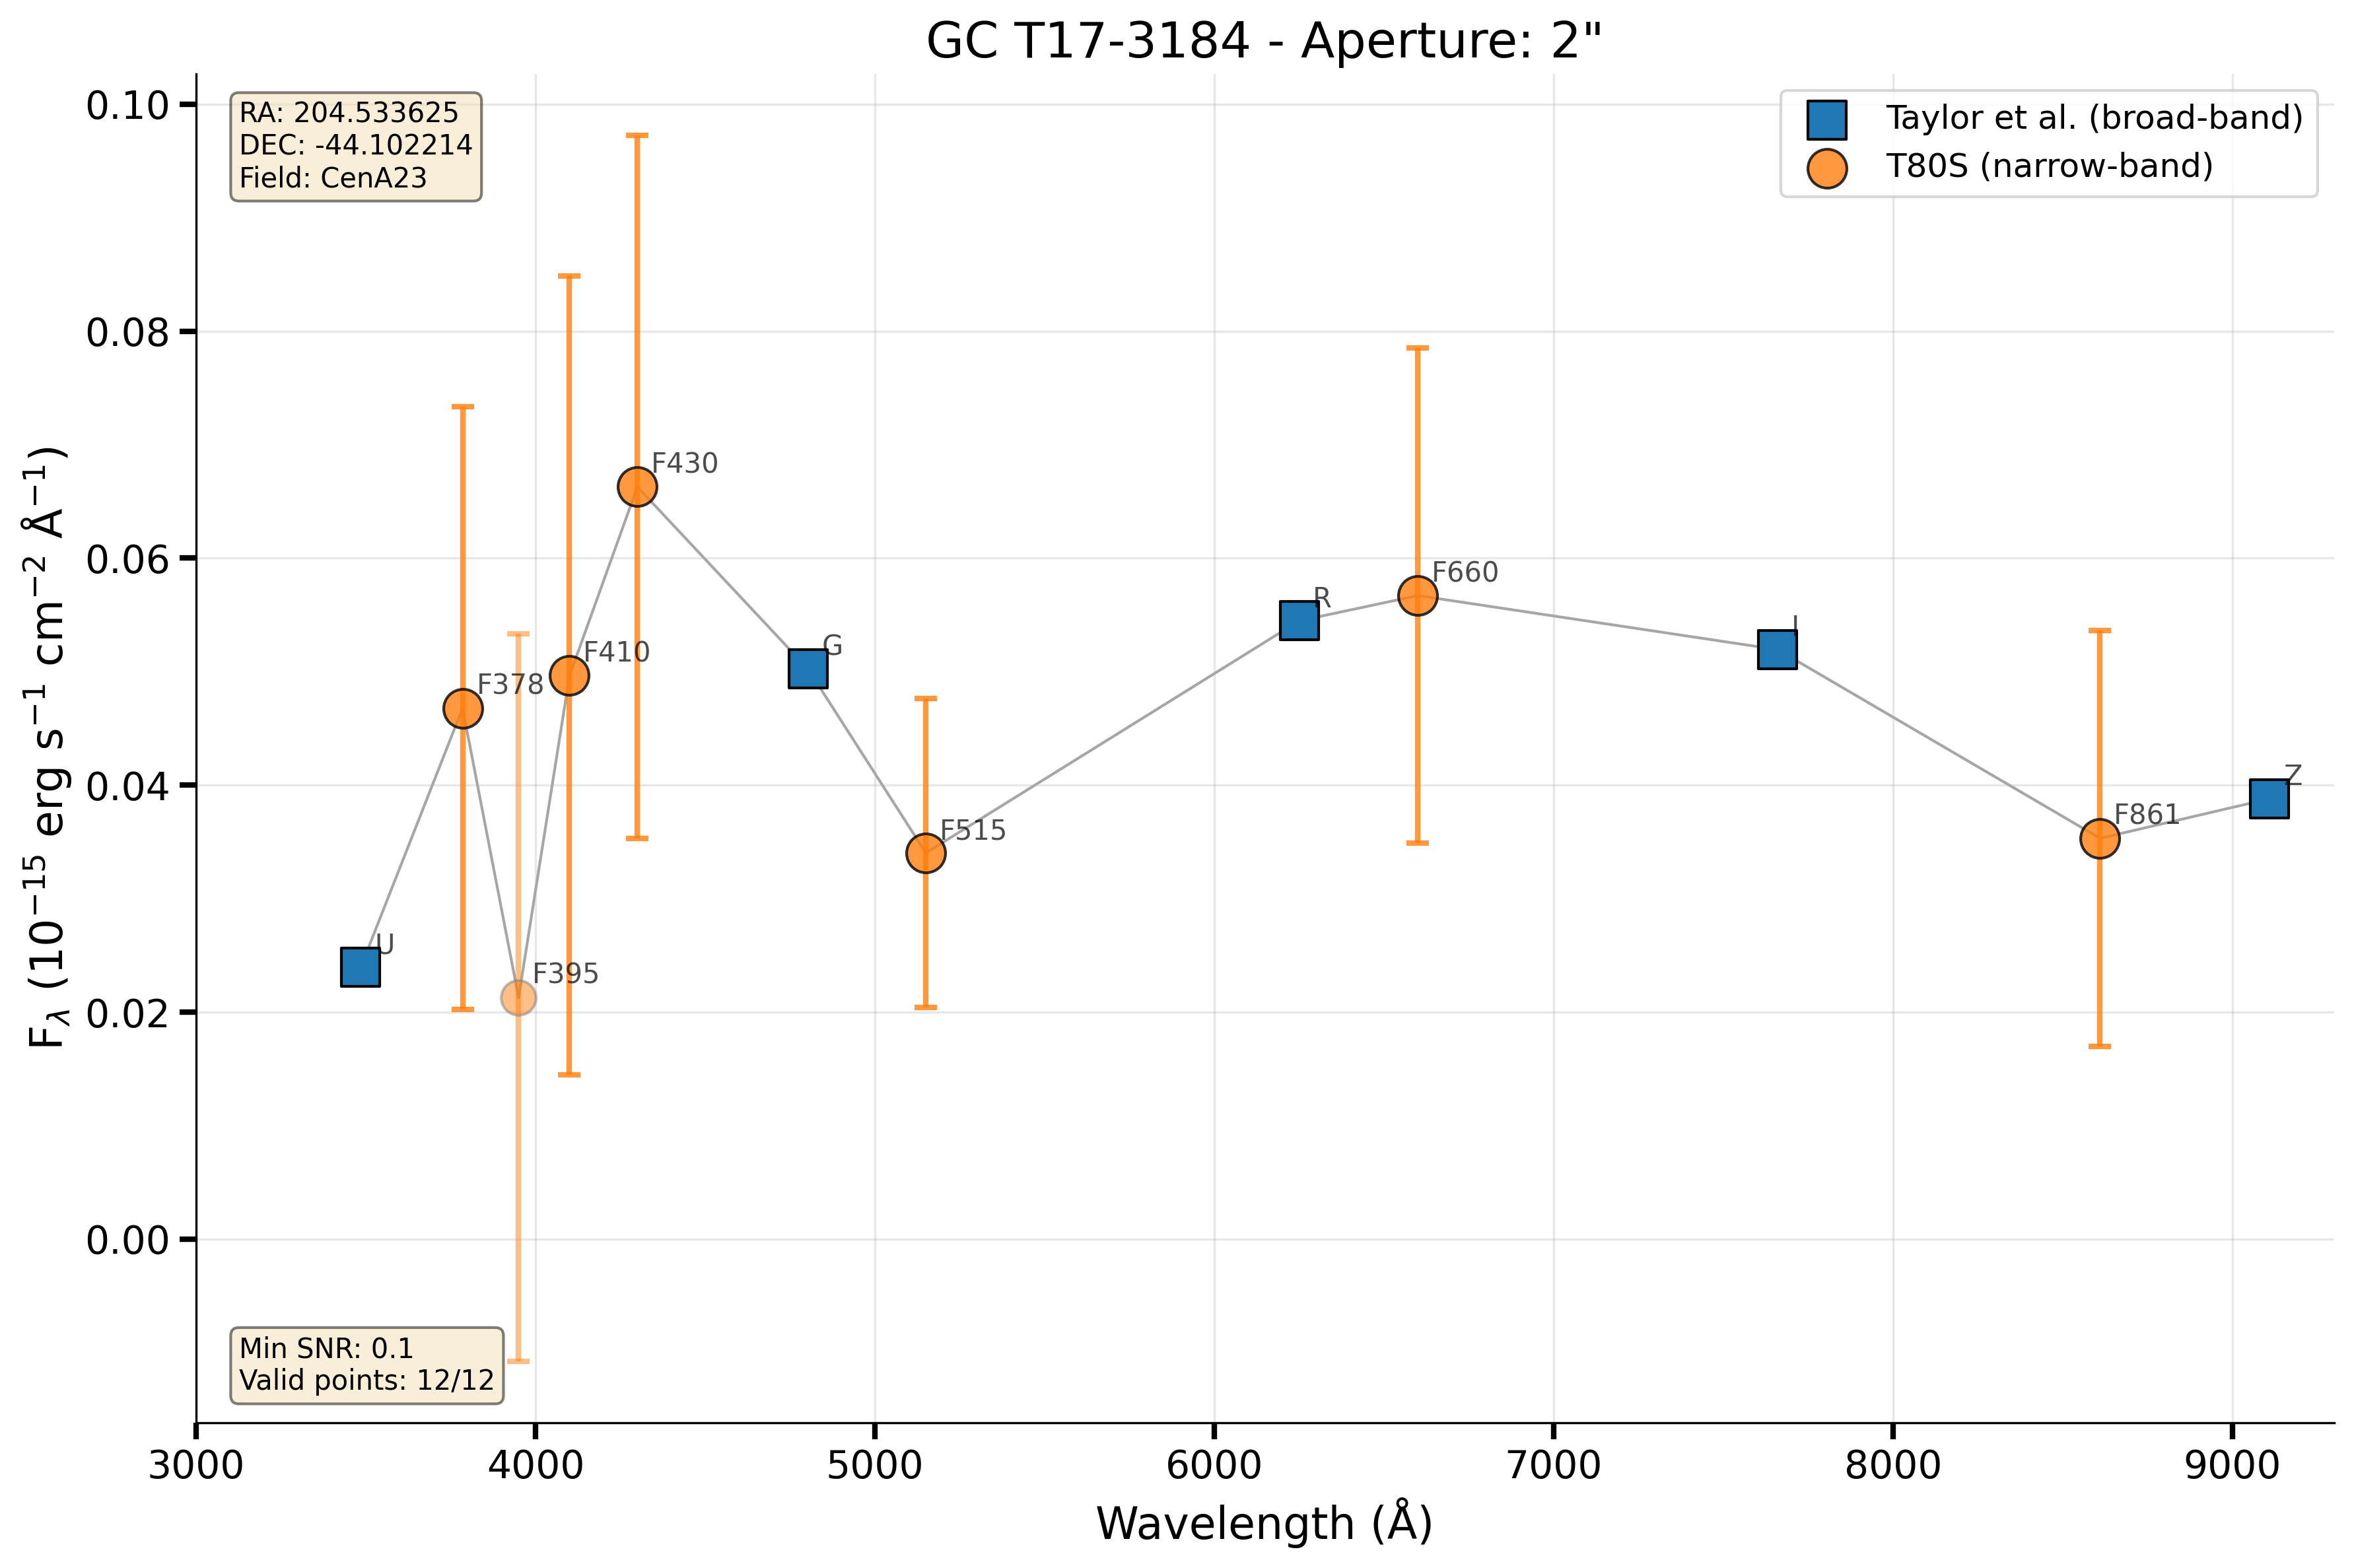 GC T17-3184 - Aperture: 2"
RA: 204.533625
DEC: -44.102214
Field: CenA23
Taylor et al. (broad-band)
T80S (narrow-band)
0.10
0.08
0.06
0.04
0.02
0.00
F_λ (10⁻¹⁵ erg s⁻¹ cm⁻² Å⁻¹)
U
F378
F395
F410
F430
G
F515
R
F660
I
F861
Z
Min SNR: 0.1
Valid points: 12/12
3000
4000
5000
6000
7000
8000
9000
Wavelength (Å)